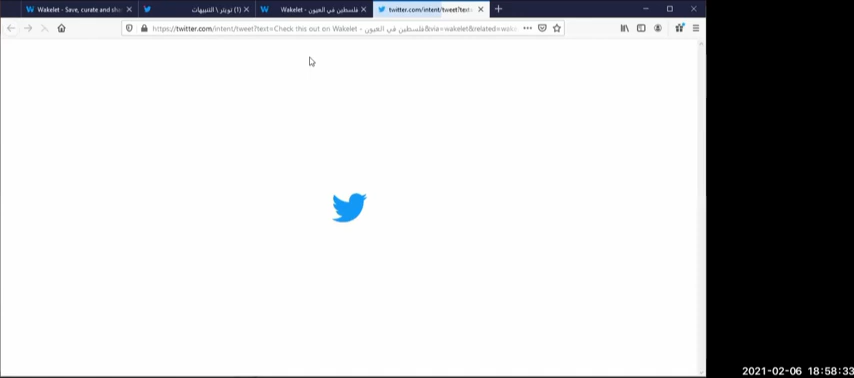 Wakelet - Save, curate and sha
(1) تويتر \ التنبيهات
Wakelet - فلسطين في العيون
twitter.com/intent/tweet?text=
https://twitter.com/intent/tweet?text=Check this out on Wakelet - فلسطين في العيون&via=wakelet&related=wake
2021-02-06 18:58:33